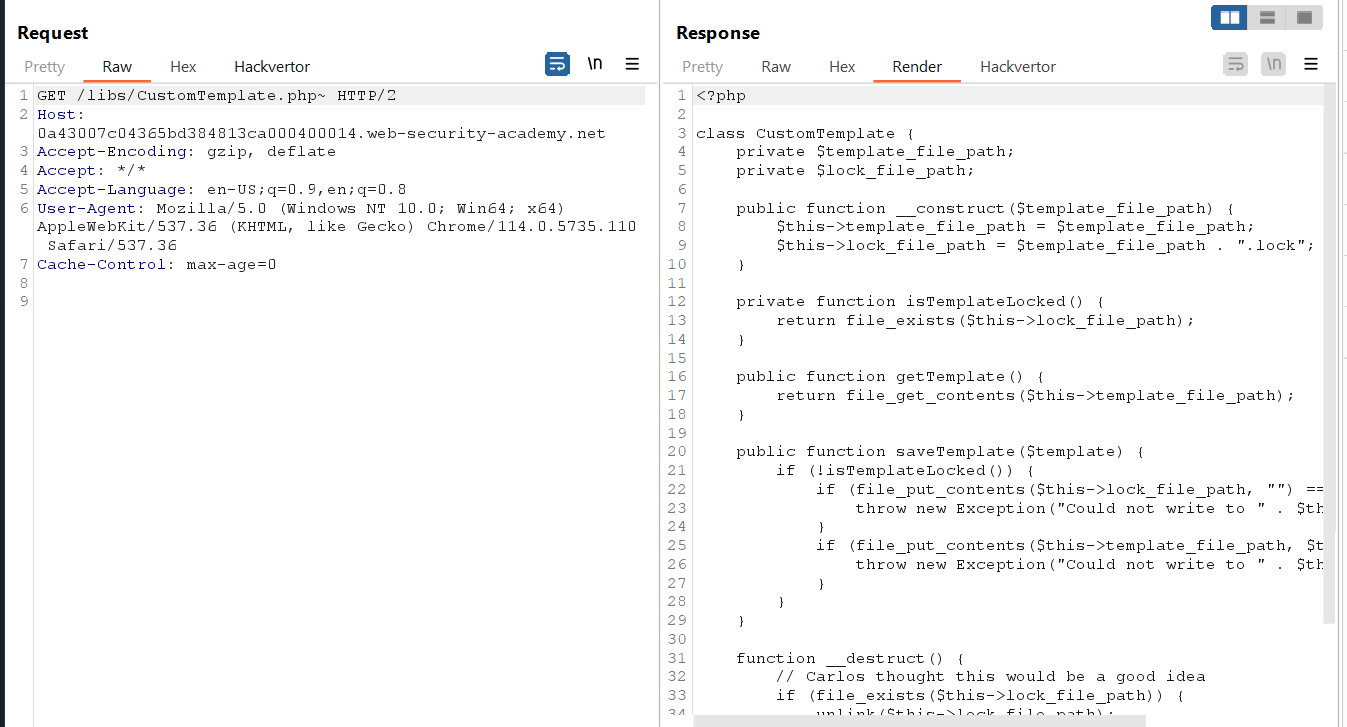 Request
Pretty Raw Hex Hackvertor \n
1 GET /libs/CustomTemplate.php~ HTTP/2
2 Host:
0a43007c04365bd384813ca000400014.web-security-academy.net
3 Accept-Encoding: gzip, deflate
4 Accept: */*
5 Accept-Language: en-US;q=0.9,en;q=0.8
6 User-Agent: Mozilla/5.0 (Windows NT 10.0; Win64; x64)
AppleWebKit/537.36 (KHTML, like Gecko) Chrome/114.0.5735.110
Safari/537.36
7 Cache-Control: max-age=0
8
9
Response
Pretty Raw Hex Render Hackvertor \n
1 <?php
2
3 class CustomTemplate {
4 private $template_file_path;
5 private $lock_file_path;
6
7 public function __construct($template_file_path) {
8 $this->template_file_path = $template_file_path;
9 $this->lock_file_path = $template_file_path . ".lock";
10 }
11
12 private function isTemplateLocked() {
13 return file_exists($this->lock_file_path);
14 }
15
16 public function getTemplate() {
17 return file_get_contents($this->template_file_path);
18 }
19
20 public function saveTemplate($template) {
21 if (!isTemplateLocked()) {
22 if (file_put_contents($this->lock_file_path, "") ==
23 throw new Exception("Could not write to " . $th
24 }
25 if (file_put_contents($this->template_file_path, $t
26 throw new Exception("Could not write to " . $th
27 }
28 }
29 }
30
31 function __destruct() {
32 // Carlos thought this would be a good idea
33 if (file_exists($this->lock_file_path)) {
34 unlink($this->lock_file_path);